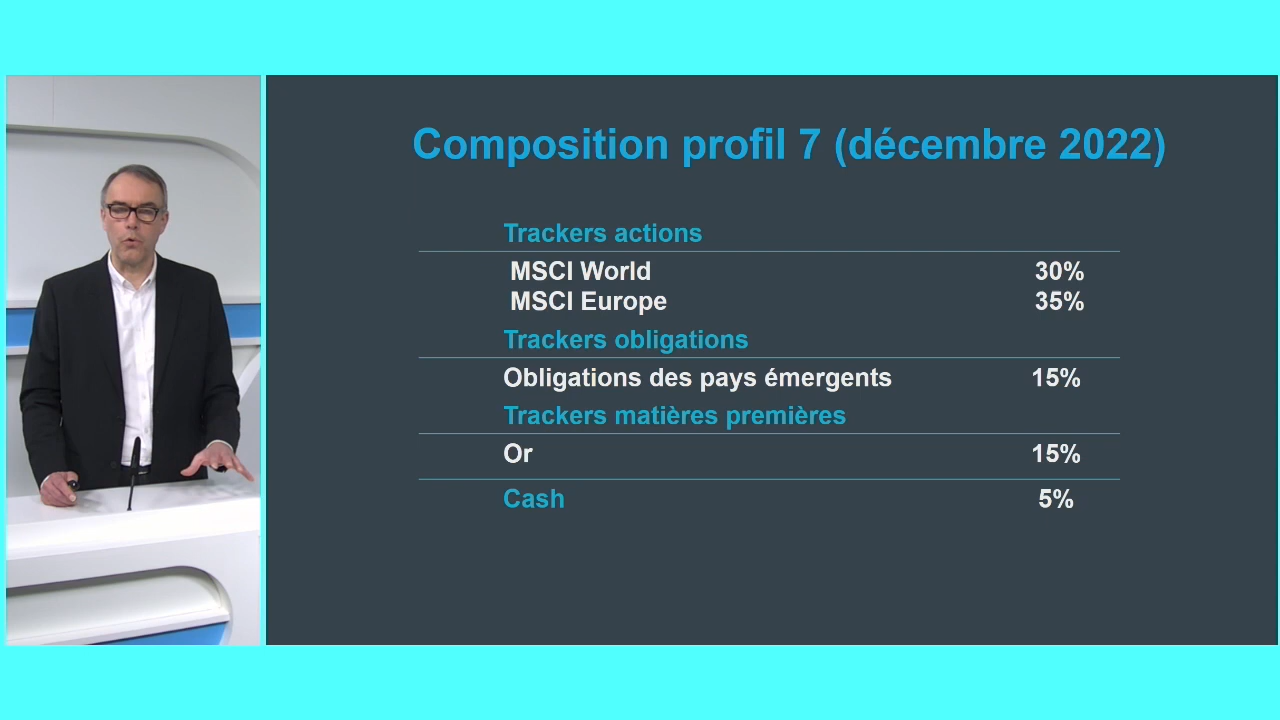 Composition profil 7 (décembre 2022)
Trackers actions
MSCI World 30%
MSCI Europe 35%
Trackers obligations
Obligations des pays émergents 15%
Trackers matières premières
Or 15%
Cash 5%